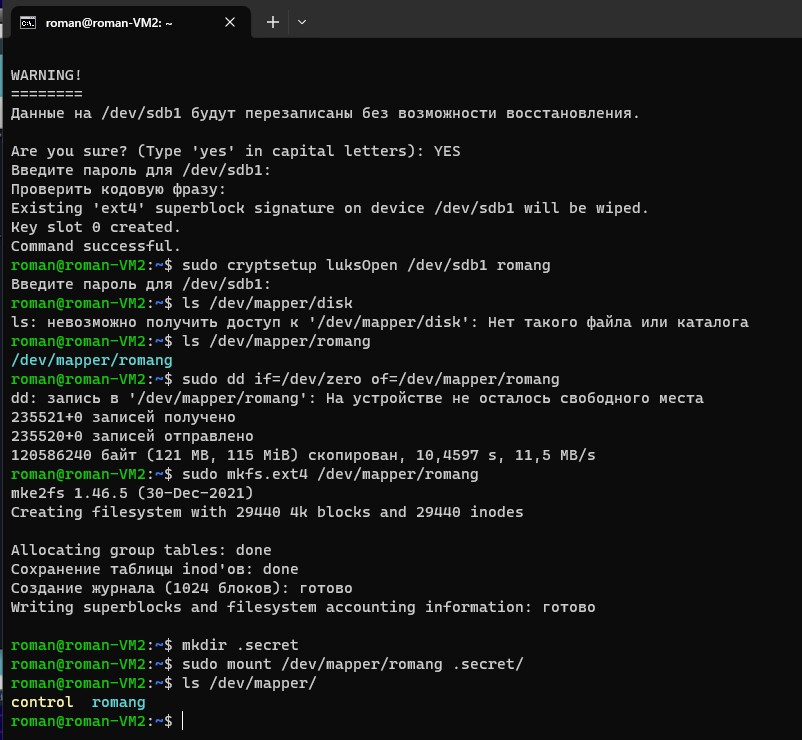 roman@roman-VM2: ~
WARNING!
========
Данные на /dev/sdb1 будут перезаписаны без возможности восстановления.
Are you sure? (Type 'yes' in capital letters): YES
Введите пароль для /dev/sdb1:
Проверить кодовую фразу:
Existing 'ext4' superblock signature on device /dev/sdb1 will be wiped.
Key slot 0 created.
Command successful.
roman@roman-VM2:~$ sudo cryptsetup luksOpen /dev/sdb1 romang
Введите пароль для /dev/sdb1:
roman@roman-VM2:~$ ls /dev/mapper/disk
ls: невозможно получить доступ к '/dev/mapper/disk': Нет такого файла или каталога
roman@roman-VM2:~$ ls /dev/mapper/romang
/dev/mapper/romang
roman@roman-VM2:~$ sudo dd if=/dev/zero of=/dev/mapper/romang
dd: запись в '/dev/mapper/romang': На устройстве не осталось свободного места
235521+0 записей получено
235520+0 записей отправлено
120586240 байт (121 MB, 115 MiB) скопирован, 10,4597 s, 11,5 MB/s
roman@roman-VM2:~$ sudo mkfs.ext4 /dev/mapper/romang
mke2fs 1.46.5 (30-Dec-2021)
Creating filesystem with 29440 4k blocks and 29440 inodes
Allocating group tables: done
Сохранение таблицы inod'ов: done
Создание журнала (1024 блоков): готово
Writing superblocks and filesystem accounting information: готово
roman@roman-VM2:~$ mkdir .secret
roman@roman-VM2:~$ sudo mount /dev/mapper/romang .secret/
roman@roman-VM2:~$ ls /dev/mapper/
control  romang
roman@roman-VM2:~$